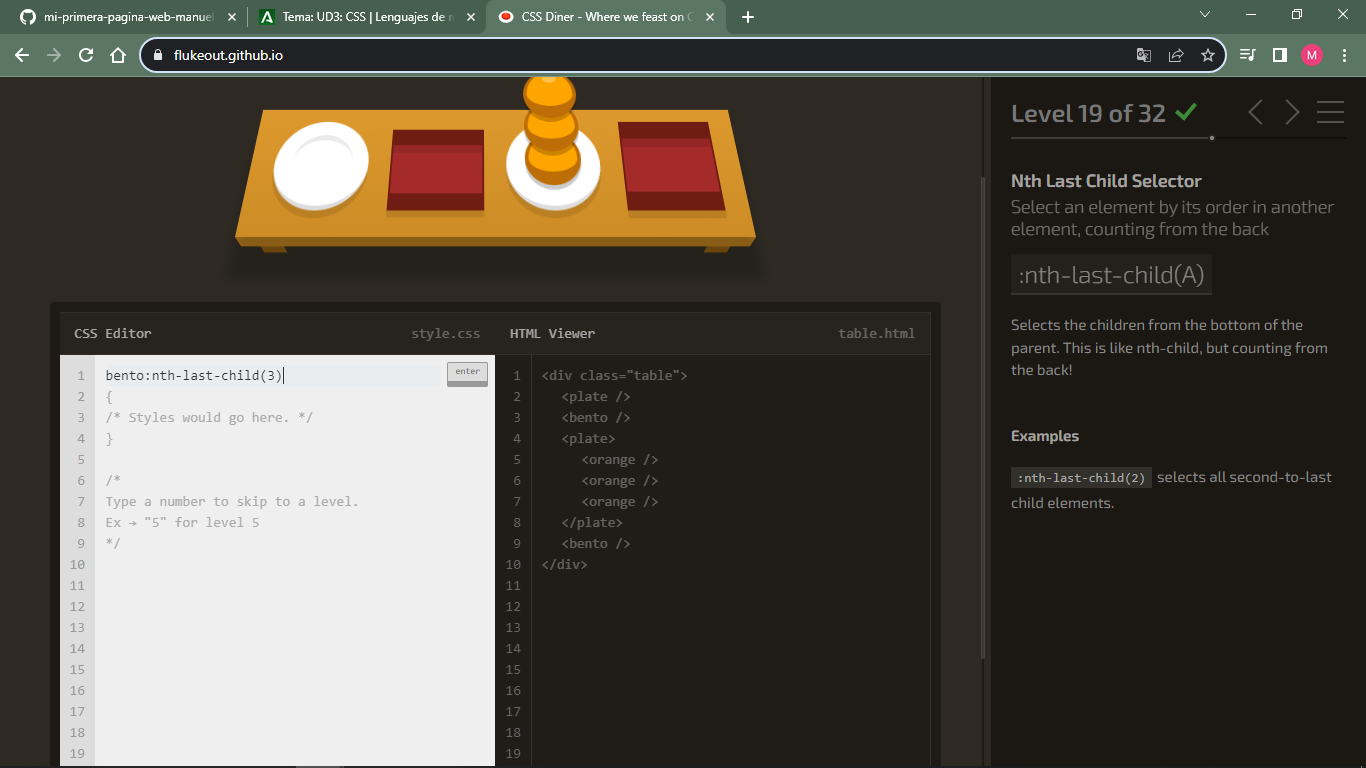 mi-primera-pagina-web-manuel
Tema: UD3: CSS | Lenguajes de m
CSS Diner - Where we feast on C
flukeout.github.io
M
Level 19 of 32
Nth Last Child Selector
Select an element by its order in another
element, counting from the back
:nth-last-child(A)
Selects the children from the bottom of the
parent. This is like nth-child, but counting from
the back!
Examples
:nth-last-child(2) selects all second-to-last
child elements.
CSS Editor
style.css
enter
1 bento:nth-last-child(3)
2 {
3 /* Styles would go here. */
4 }
5
6 /*
7 Type a number to skip to a level.
8 Ex → "5" for level 5
9 */
10
11
12
13
14
15
16
17
18
19
HTML Viewer
table.html
1 <div class="table">
2 <plate />
3 <bento />
4 <plate>
5 <orange />
6 <orange />
7 <orange />
8 </plate>
9 <bento />
10 </div>
11
12
13
14
15
16
17
18
19